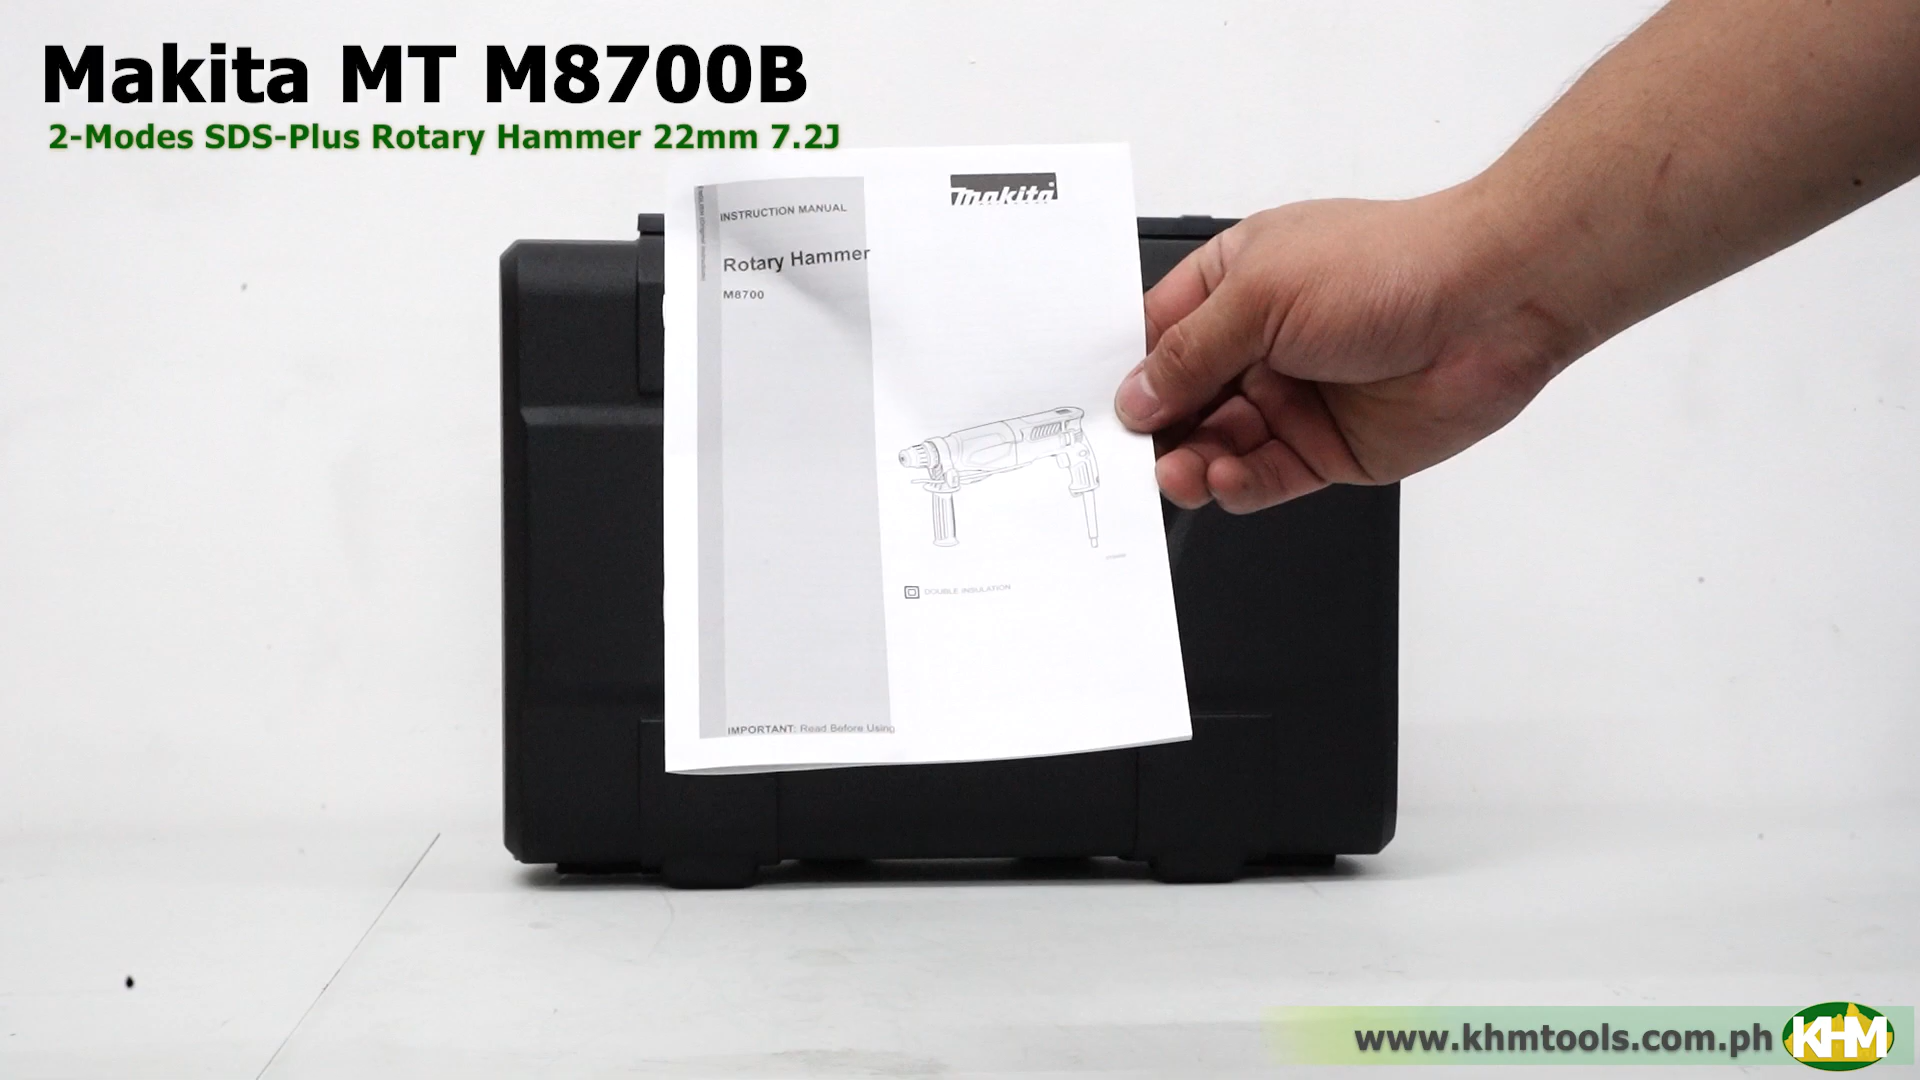 Makita MT M8700B
2-Modes SDS-Plus Rotary Hammer 22mm 7.2J
makita
INSTRUCTION MANUAL
Rotary Hammer
M8700
DOUBLE INSULATION
IMPORTANT: Read Before Using
www.khmtools.com.ph
KHM